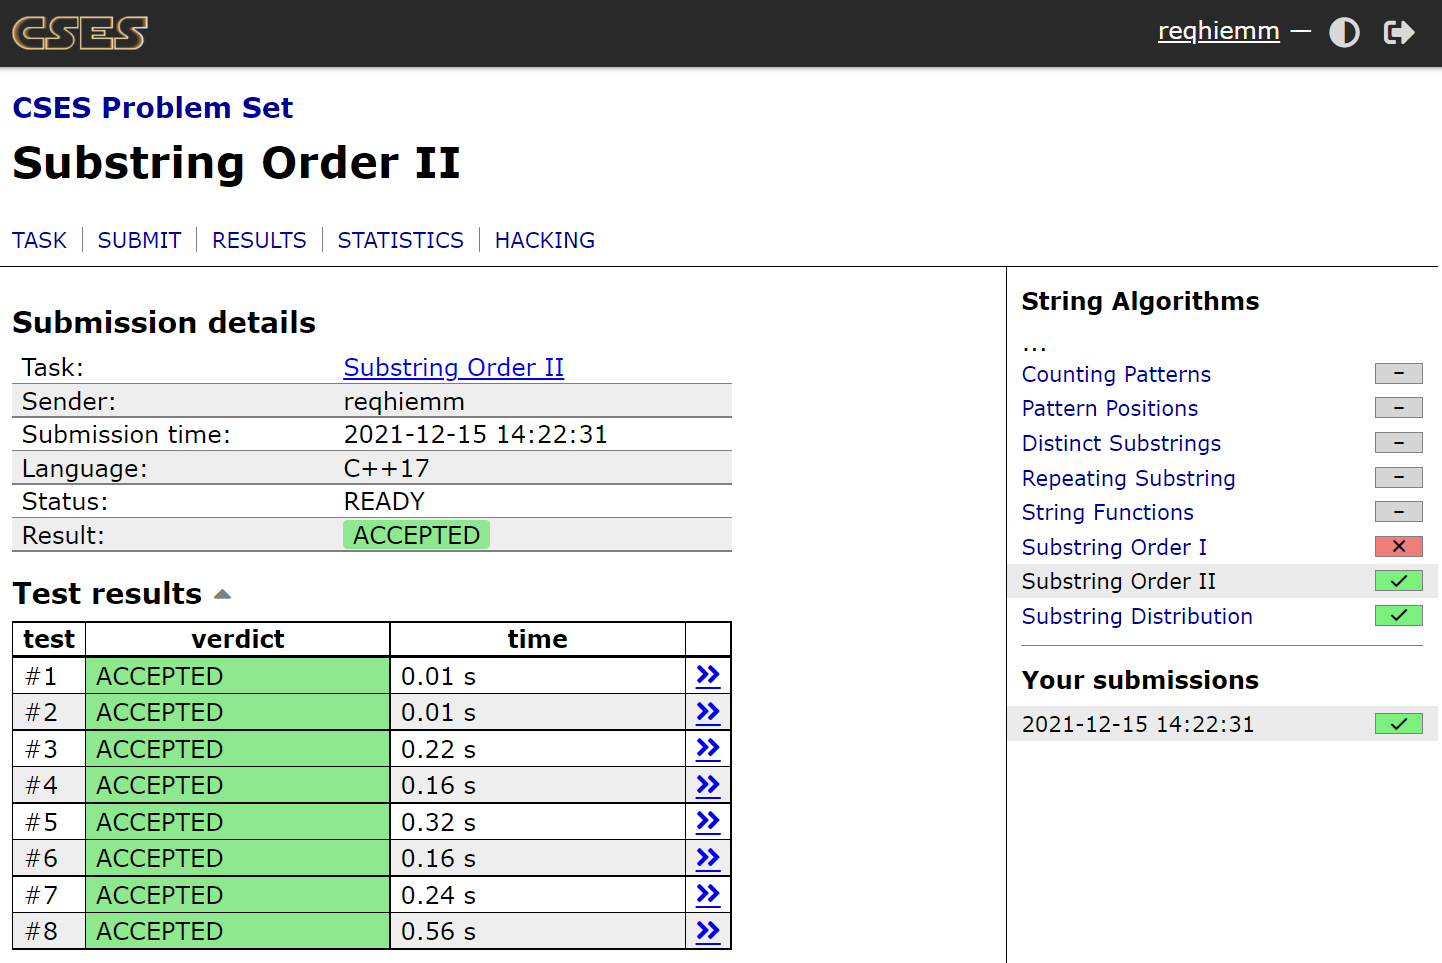 CSES
reqhiemm —
CSES Problem Set
Substring Order II
TASK SUBMIT RESULTS STATISTICS HACKING
Submission details
Task: Substring Order II
Sender: reqhiemm
Submission time: 2021-12-15 14:22:31
Language: C++17
Status: READY
Result: ACCEPTED
Test results
test verdict time
#1 ACCEPTED 0.01 s »
#2 ACCEPTED 0.01 s »
#3 ACCEPTED 0.22 s »
#4 ACCEPTED 0.16 s »
#5 ACCEPTED 0.32 s »
#6 ACCEPTED 0.16 s »
#7 ACCEPTED 0.24 s »
#8 ACCEPTED 0.56 s »
String Algorithms
...
Counting Patterns –
Pattern Positions –
Distinct Substrings –
Repeating Substring –
String Functions –
Substring Order I ✕
Substring Order II ✓
Substring Distribution ✓
Your submissions
2021-12-15 14:22:31 ✓